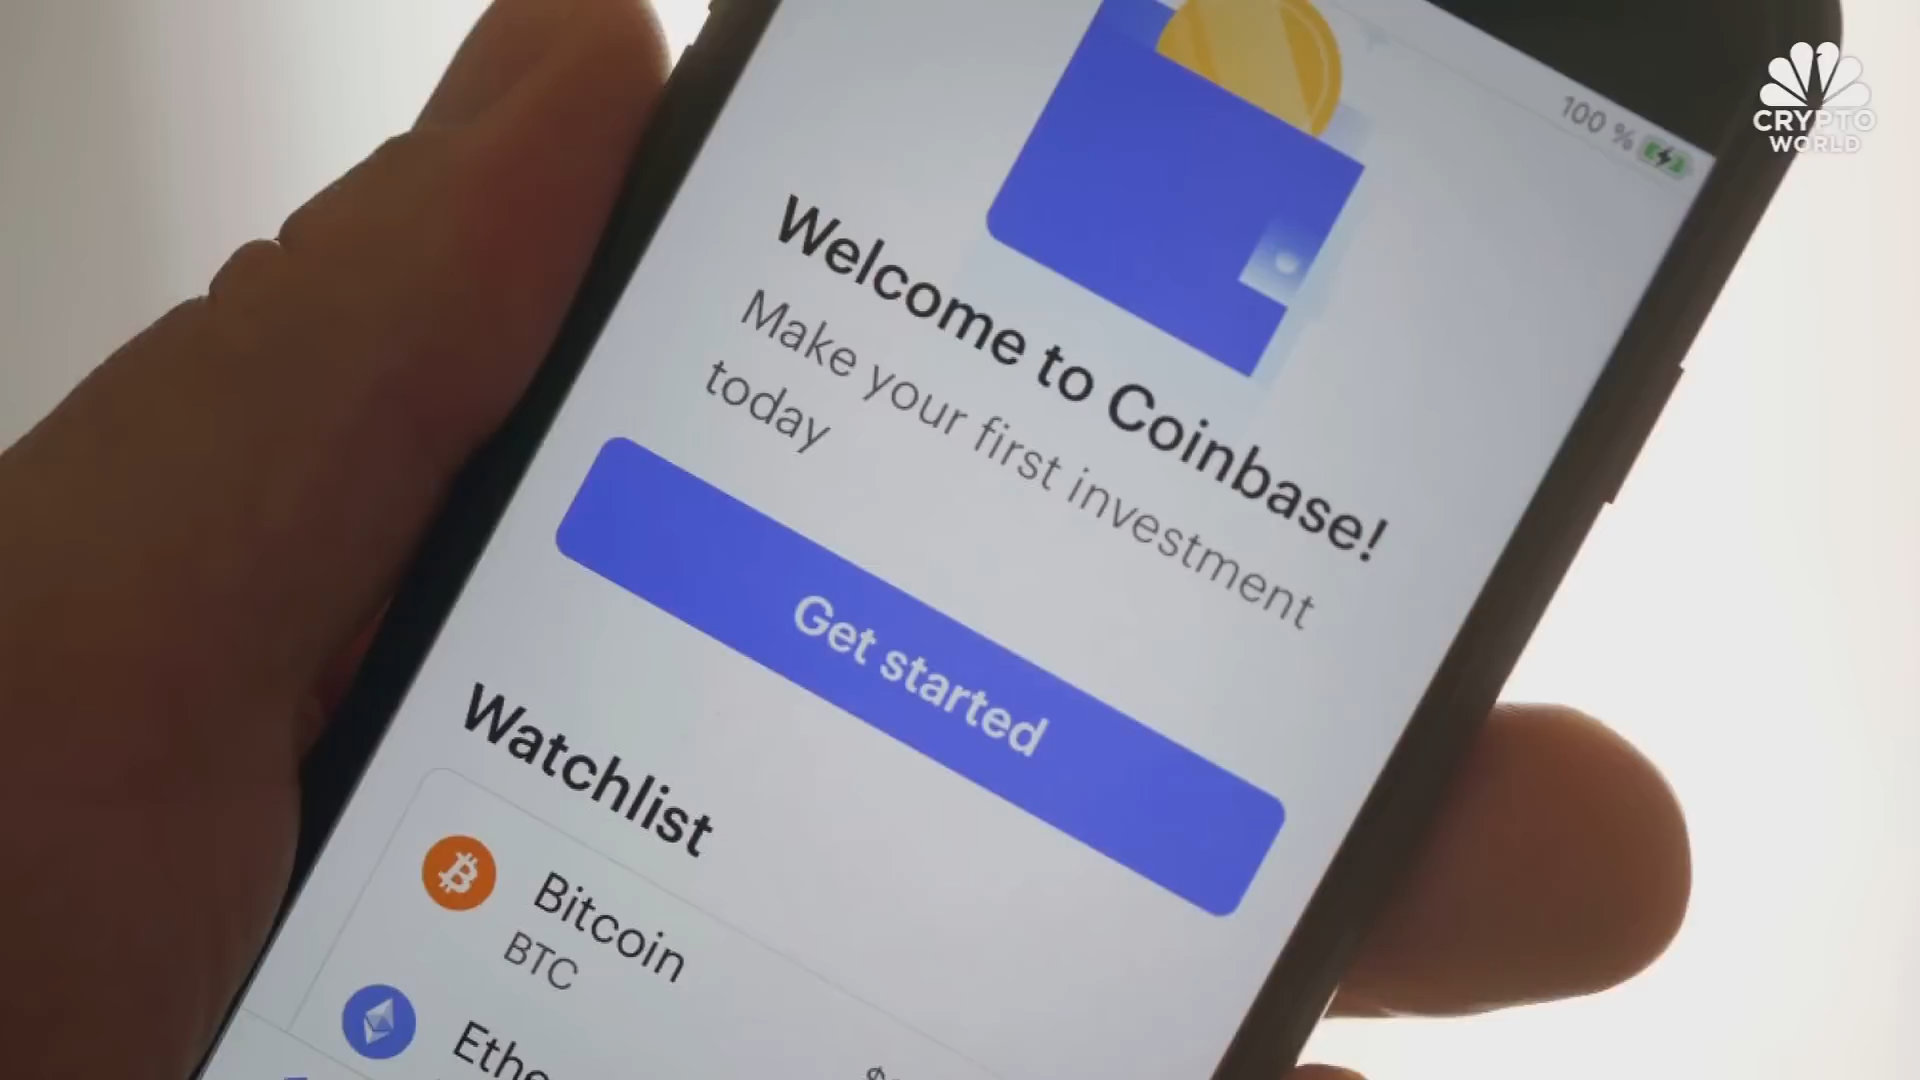 100 %
CRYPTO
WORLD
Welcome to Coinbase!
Make your first investment
today
Get started
Watchlist
Bitcoin
BTC